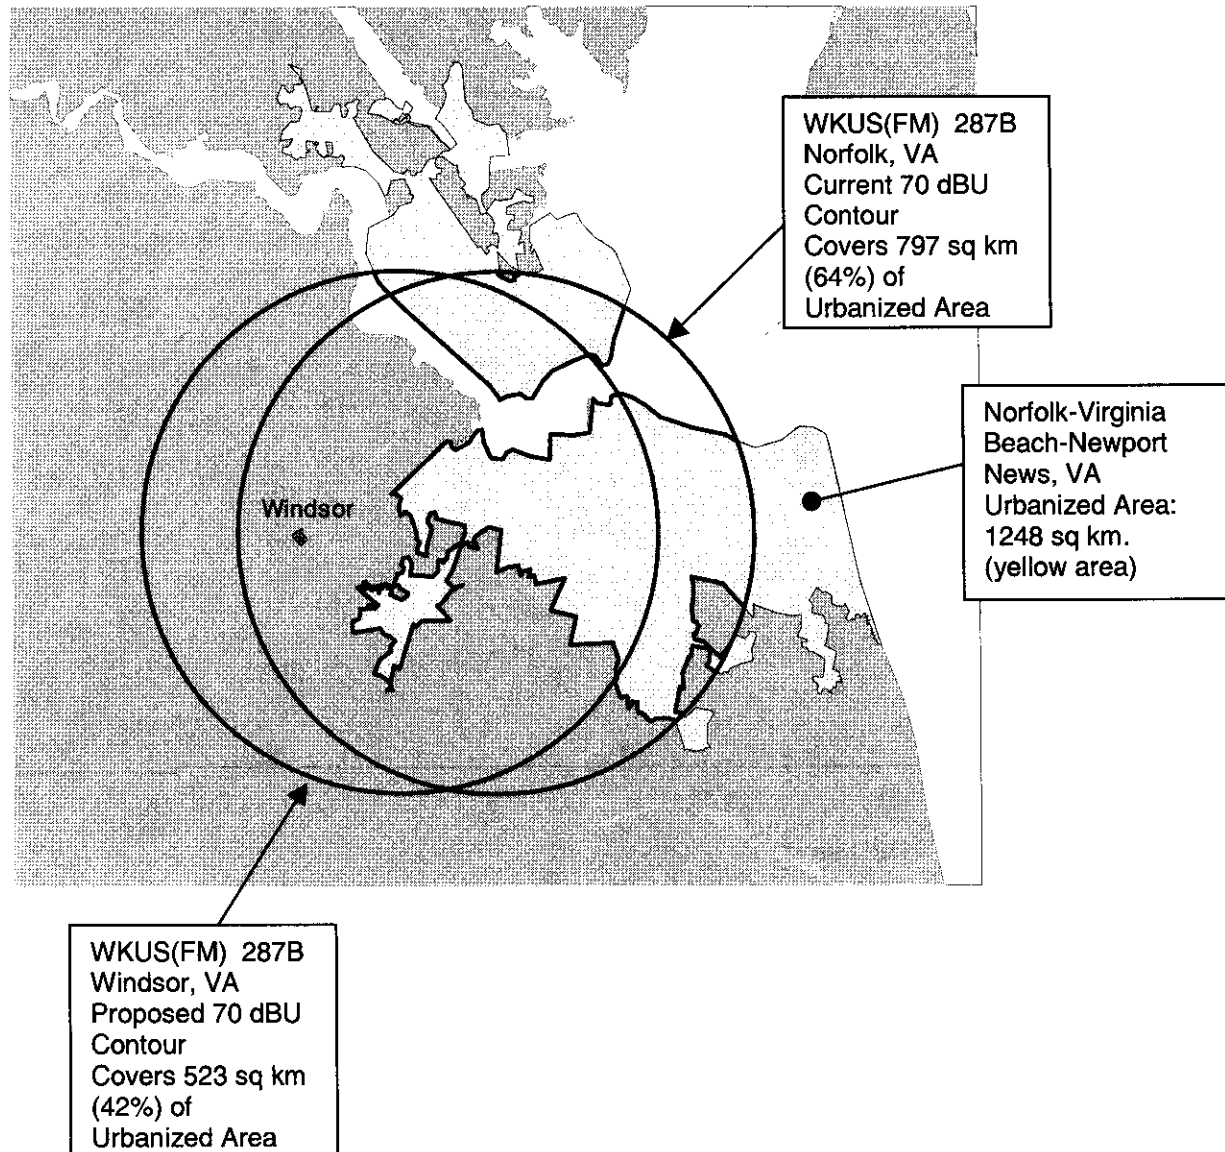 WKUS(FM) 287B
Norfolk, VA
Current 70 dBU
Contour
Covers 797 sq km
(64%) of
Urbanized Area
Norfolk-Virginia
Beach-Newport
News, VA
Urbanized Area:
1248 sq km.
(yellow area)
Windsor
WKUS(FM) 287B
Windsor, VA
Proposed 70 dBU
Contour
Covers 523 sq km
(42%) of
Urbanized Area